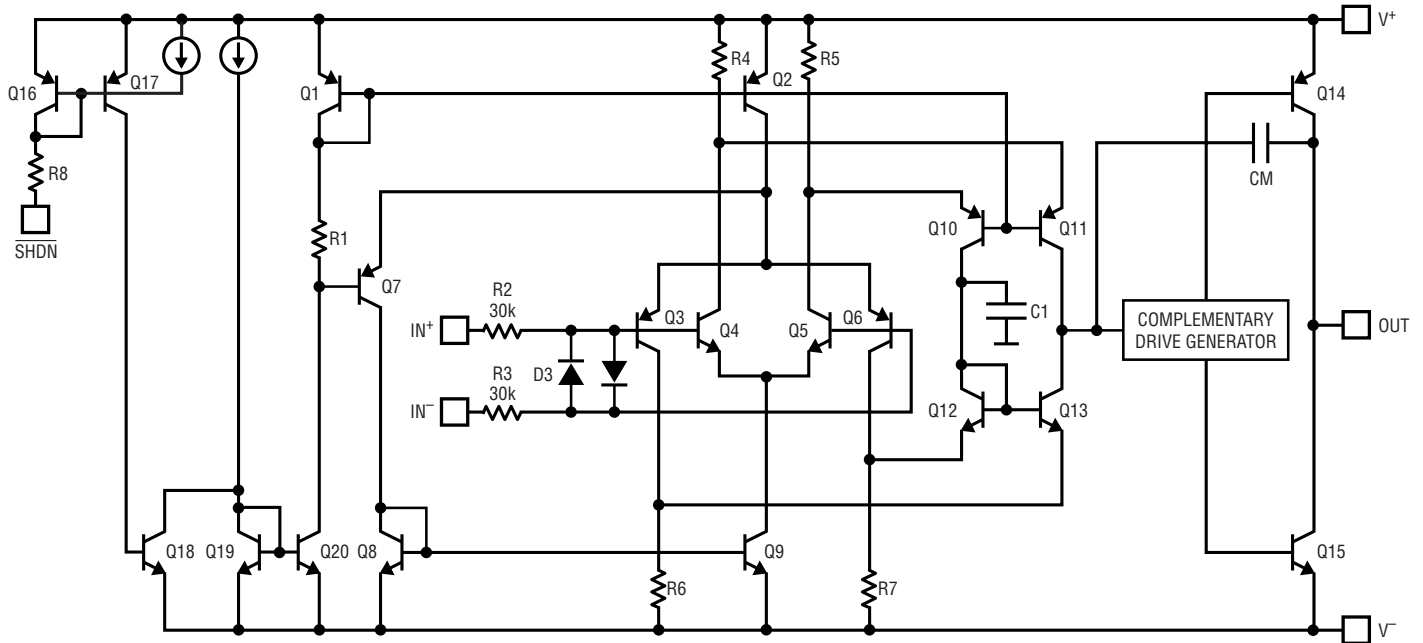 V+
R4
R5
Q16
Q17
Q1
Q2
Q14
CM
R8
SHDN
R1
Q10
Q11
Q7
C1
R2
30k
IN+
Q3
Q4
Q5
Q6
COMPLEMENTARY
DRIVE GENERATOR
OUT
D3
R3
30k
IN−
Q12
Q13
Q18
Q19
Q20
Q8
Q9
Q15
R6
R7
V−